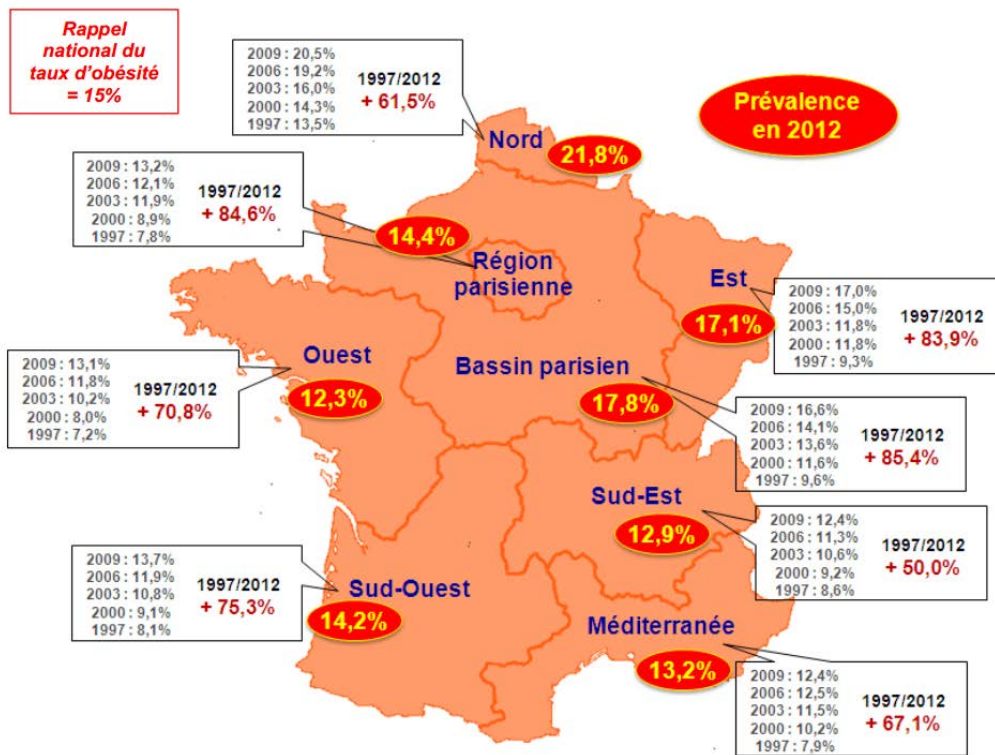 Rappel
national du
taux d'obésité
= 15%
Prévalence
en 2012
2009 : 20,5%
2006 : 19,2%
2003 : 16,0%
2000 : 14,3%
1997 : 13,5%
1997/2012
+ 61,5%
Nord
21,8%
2009 : 13,2%
2006 : 12,1%
2003 : 11,9%
2000 : 8,9%
1997 : 7,8%
1997/2012
+ 84,6%
14,4%
Région
parisienne
Est
17,1%
2009 : 17,0%
2006 : 15,0%
2003 : 11,8%
2000 : 11,8%
1997 : 9,3%
1997/2012
+ 83,9%
2009 : 13,1%
2006 : 11,8%
2003 : 10,2%
2000 : 8,0%
1997 : 7,2%
1997/2012
+ 70,8%
Ouest
12,3%
Bassin parisien
17,8%
2009 : 16,6%
2006 : 14,1%
2003 : 13,6%
2000 : 11,6%
1997 : 9,6%
1997/2012
+ 85,4%
Sud-Est
12,9%
2009 : 12,4%
2006 : 11,3%
2003 : 10,6%
2000 : 9,2%
1997 : 8,6%
1997/2012
+ 50,0%
2009 : 13,7%
2006 : 11,9%
2003 : 10,8%
2000 : 9,1%
1997 : 8,1%
1997/2012
+ 75,3%
Sud-Ouest
14,2%
Méditerranée
13,2%
2009 : 12,4%
2006 : 12,5%
2003 : 11,5%
2000 : 10,2%
1997 : 7,9%
1997/2012
+ 67,1%